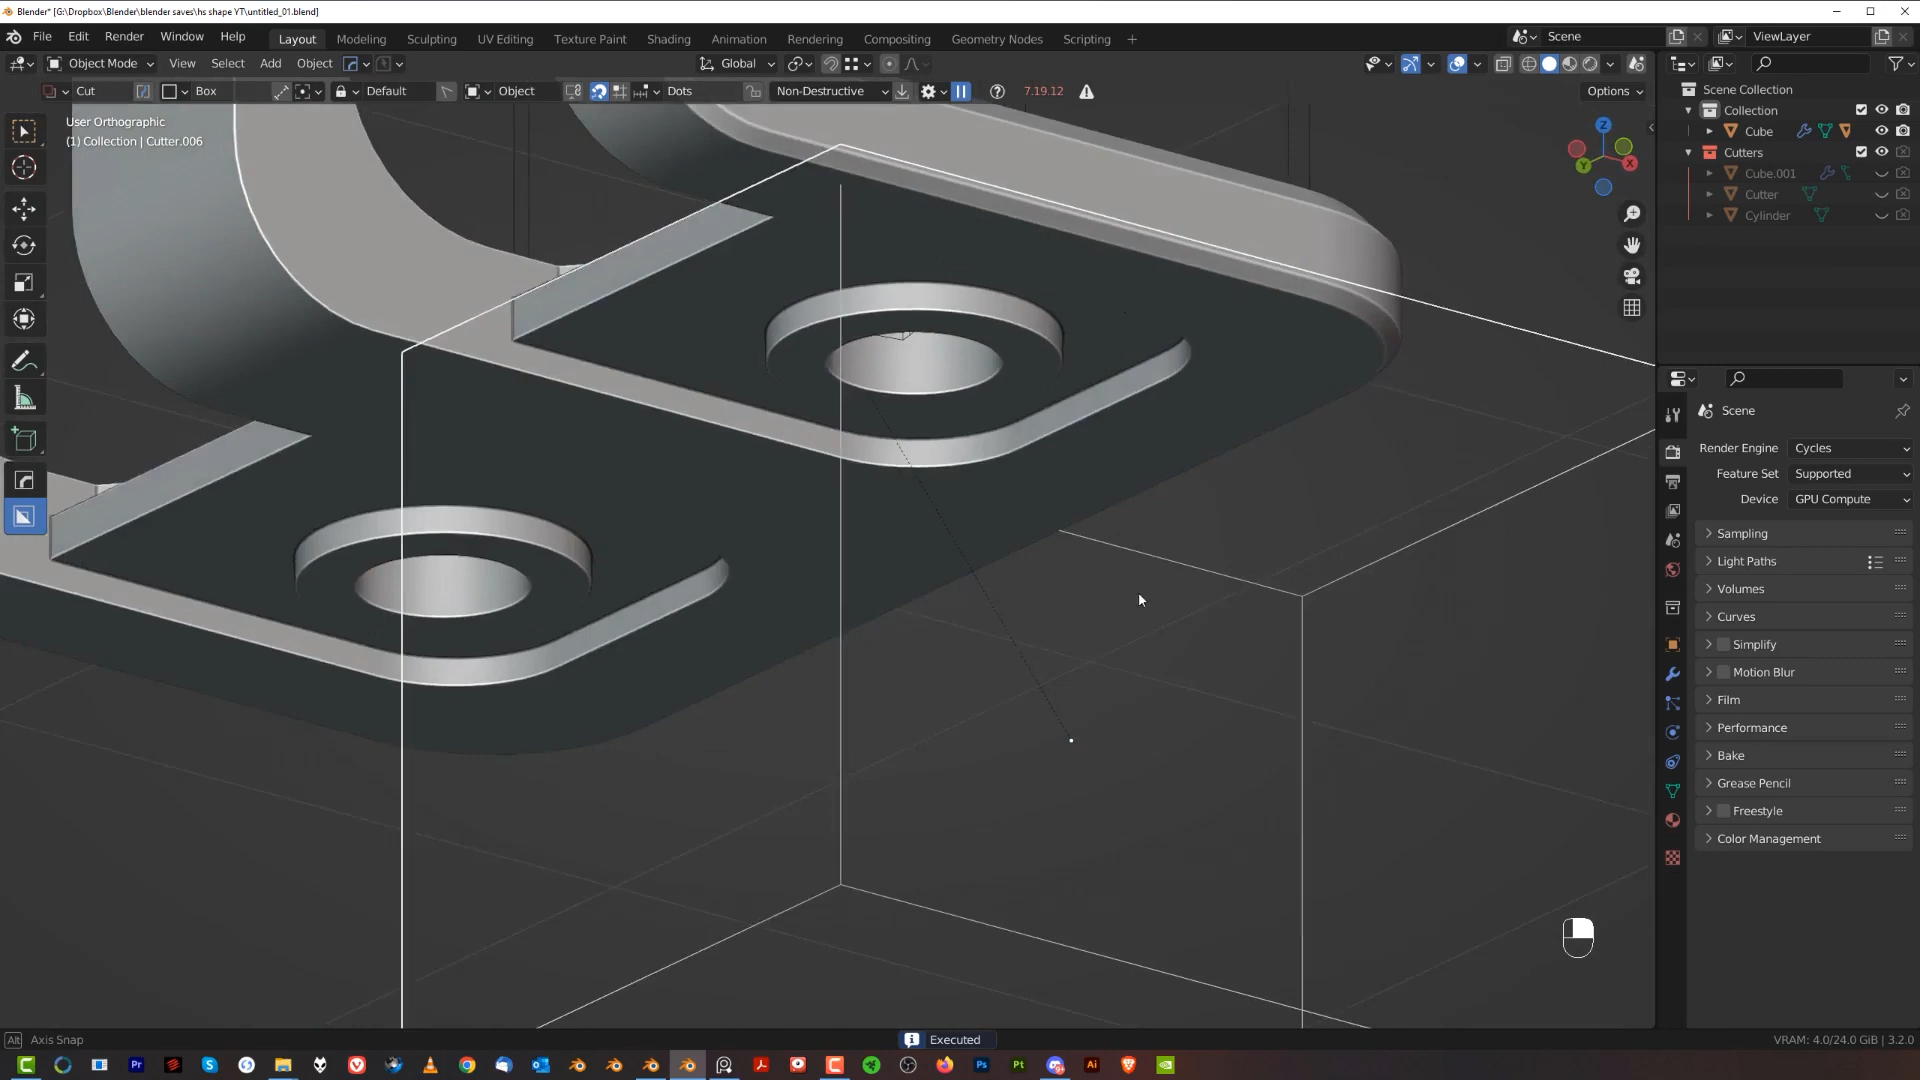 Blender* [G:\Dropbox\Blender\blender saves\hs shape YT\untitled_01.blend]
File Edit Render Window Help Layout Modeling Sculpting UV Editing Texture Paint Shading Animation Rendering Compositing Geometry Nodes Scripting + Scene ViewLayer
Object Mode View Select Add Object Global
Cut Box Default Object Dots Non-Destructive 7.19.12 Options
User Orthographic
(1) Collection | Cutter.006
Z
Y
X
Scene Collection
Collection
Cube
Cutters
Cube.001
Cutter
Cylinder
Scene
Render Engine Cycles
Feature Set Supported
Device GPU Compute
Sampling
Light Paths
Volumes
Curves
Simplify
Motion Blur
Film
Performance
Bake
Grease Pencil
Freestyle
Color Management
Alt Axis Snap Executed VRAM: 4.0/24.0 GiB | 3.2.0
Pr
Ps
Pt
Ai